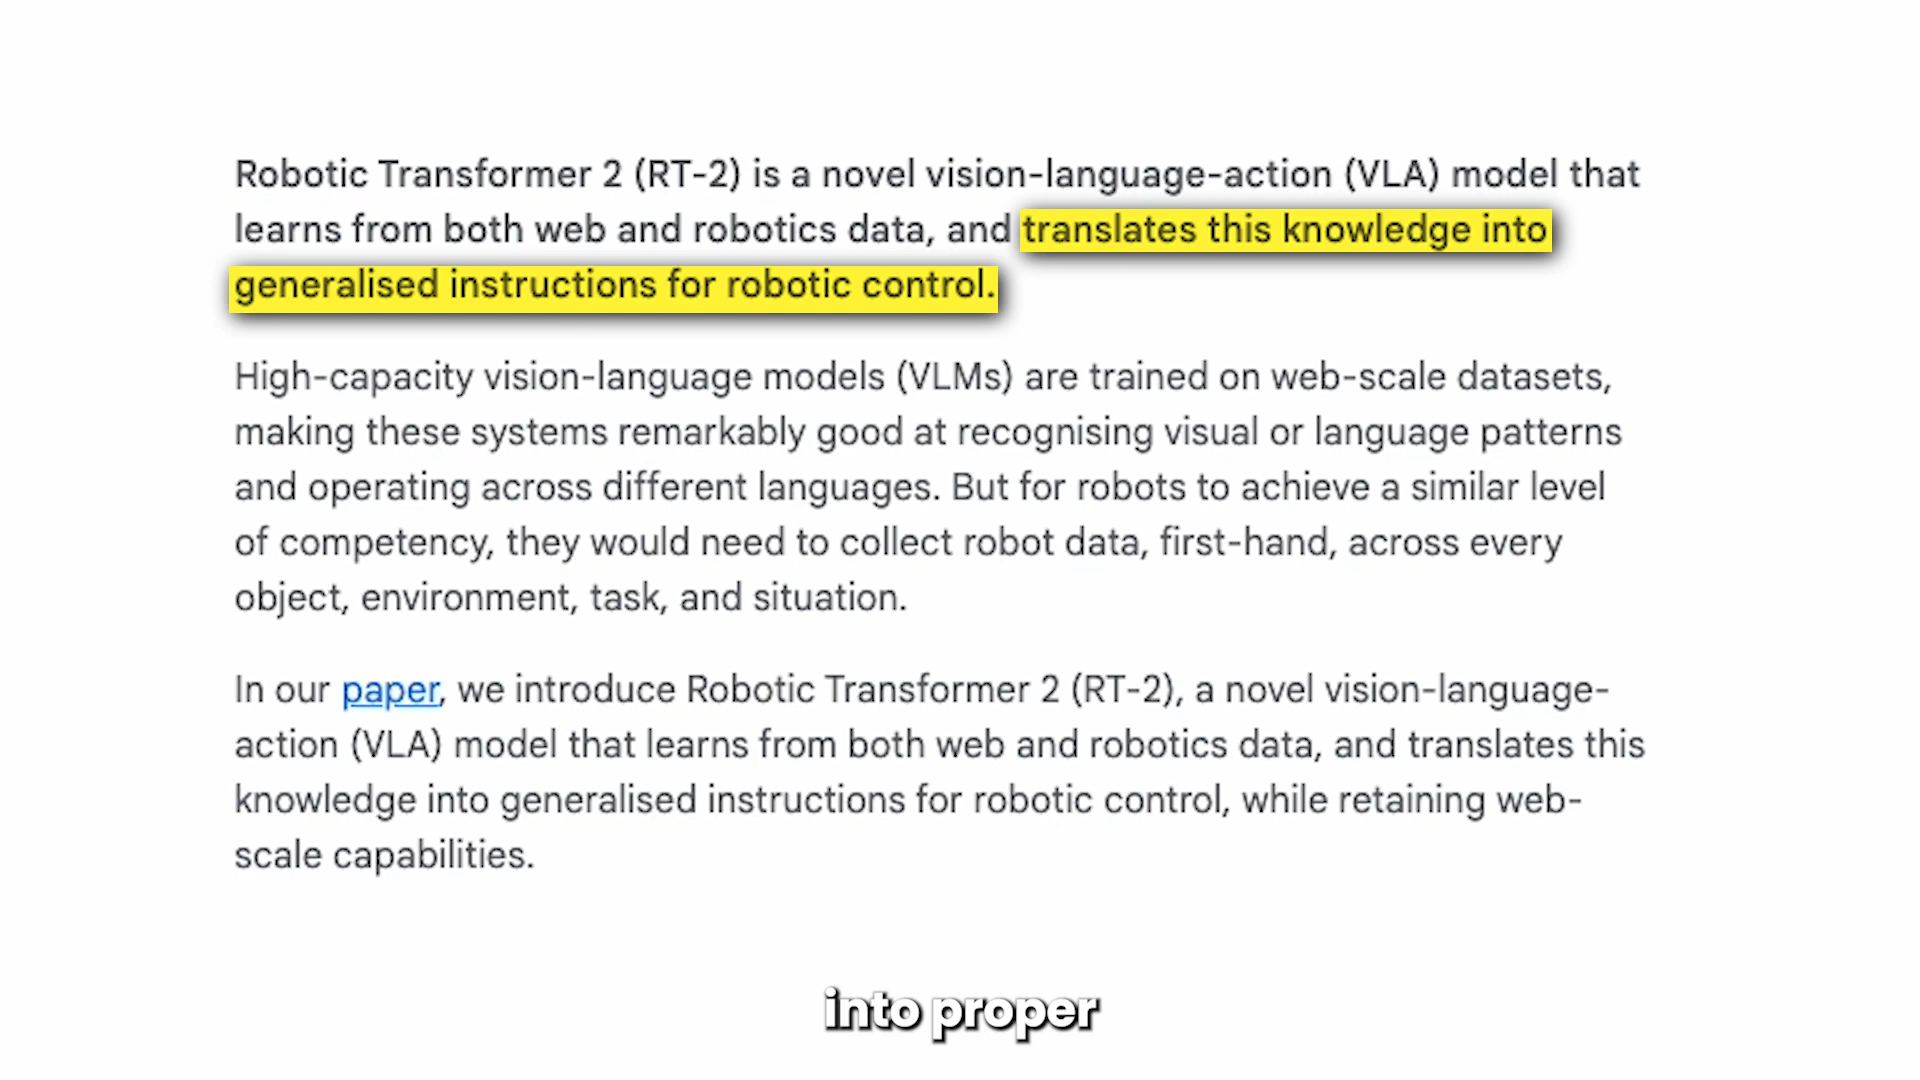 Robotic Transformer 2 (RT-2) is a novel vision-language-action (VLA) model that
learns from both web and robotics data, and translates this knowledge into
generalised instructions for robotic control.
High-capacity vision-language models (VLMs) are trained on web-scale datasets,
making these systems remarkably good at recognising visual or language patterns
and operating across different languages. But for robots to achieve a similar level
of competency, they would need to collect robot data, first-hand, across every
object, environment, task, and situation.
In our paper, we introduce Robotic Transformer 2 (RT-2), a novel vision-language-
action (VLA) model that learns from both web and robotics data, and translates this
knowledge into generalised instructions for robotic control, while retaining web-
scale capabilities.
into proper